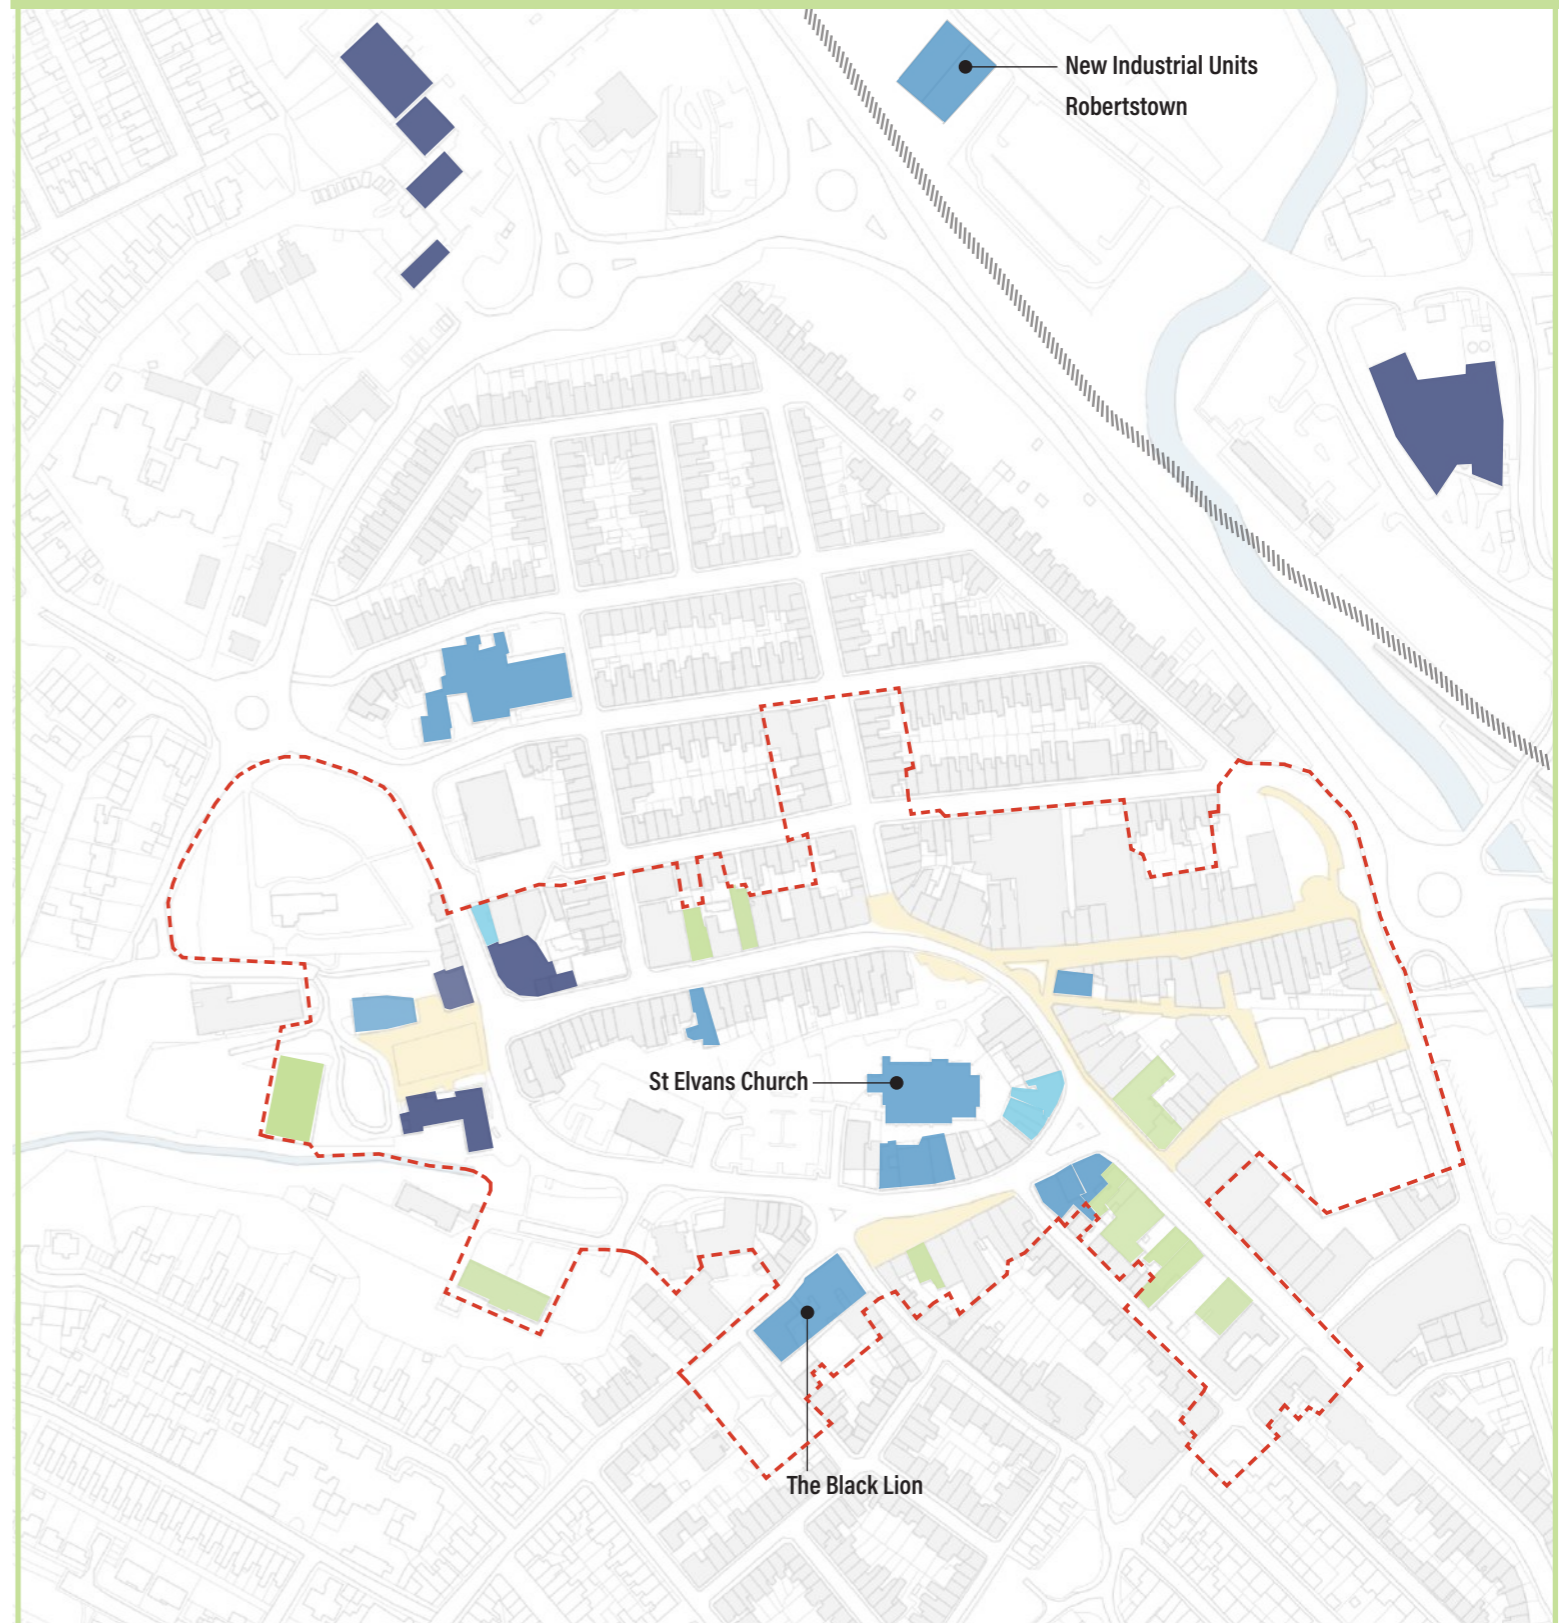 New Industrial Units
Robertstown
St Elvans Church
The Black Lion